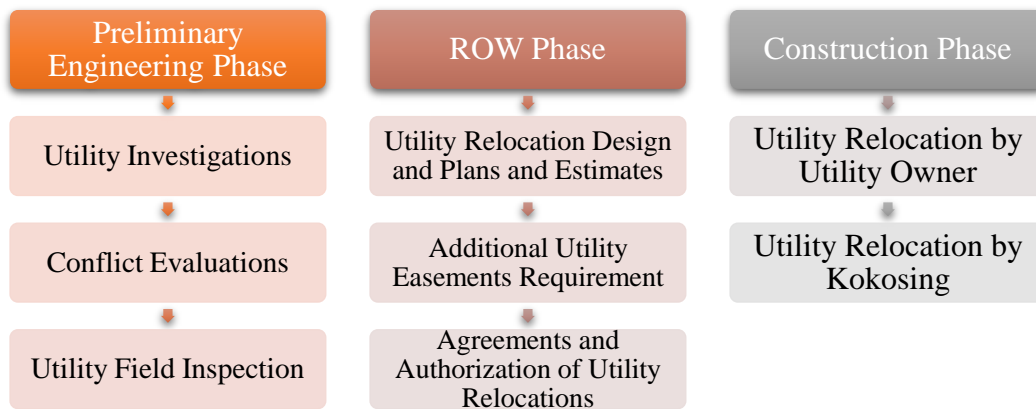 Preliminary
Engineering Phase
Utility Investigations
Conflict Evaluations
Utility Field Inspection
ROW Phase
Utility Relocation Design
and Plans and Estimates
Additional Utility
Easements Requirement
Agreements and
Authorization of Utility
Relocations
Construction Phase
Utility Relocation by
Utility Owner
Utility Relocation by
Kokosing